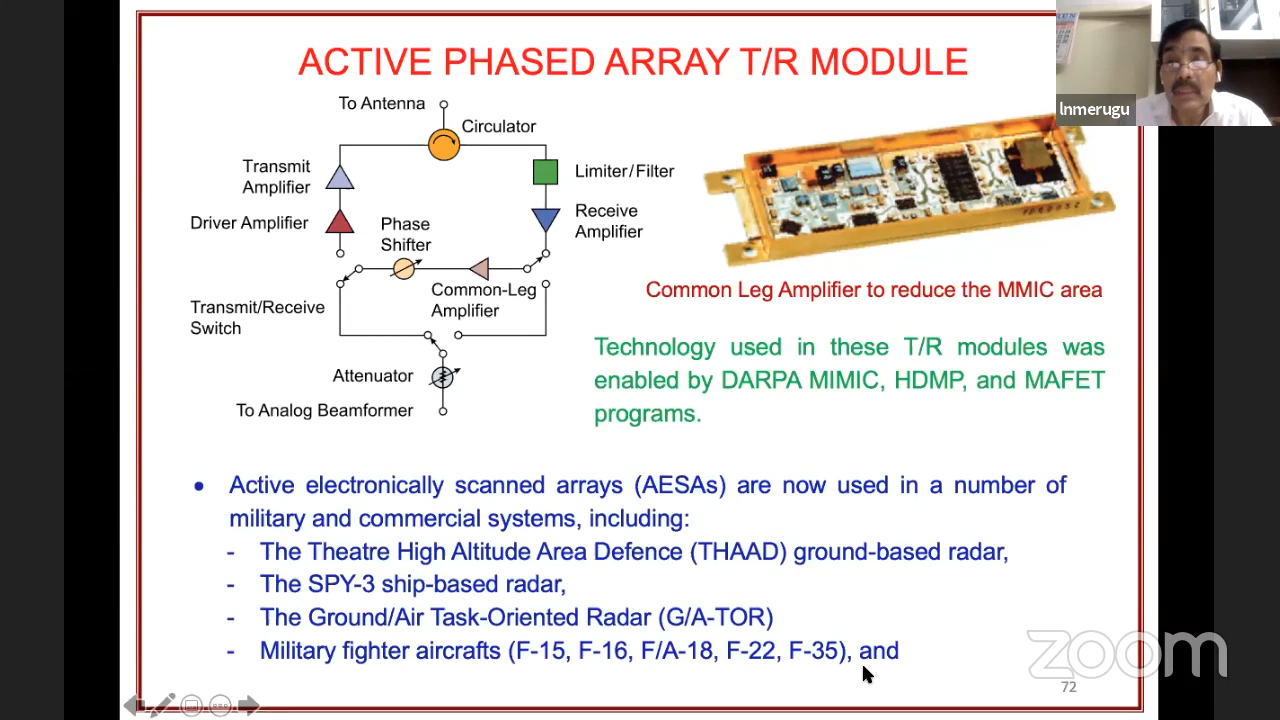 ACTIVE PHASED ARRAY T/R MODULE
lnmerugu
To Antenna
Circulator
Transmit
Amplifier
Limiter/Filter
Driver Amplifier
Phase
Shifter
Receive
Amplifier
Common-Leg
Amplifier
Transmit/Receive
Switch
Attenuator
To Analog Beamformer
Common Leg Amplifier to reduce the MMIC area
Technology used in these T/R modules was
enabled by DARPA MIMIC, HDMP, and MAFET
programs.
• Active electronically scanned arrays (AESAs) are now used in a number of
military and commercial systems, including:
- The Theatre High Altitude Area Defence (THAAD) ground-based radar,
- The SPY-3 ship-based radar,
- The Ground/Air Task-Oriented Radar (G/A-TOR)
- Military fighter aircrafts (F-15, F-16, F/A-18, F-22, F-35), and
zoom
72